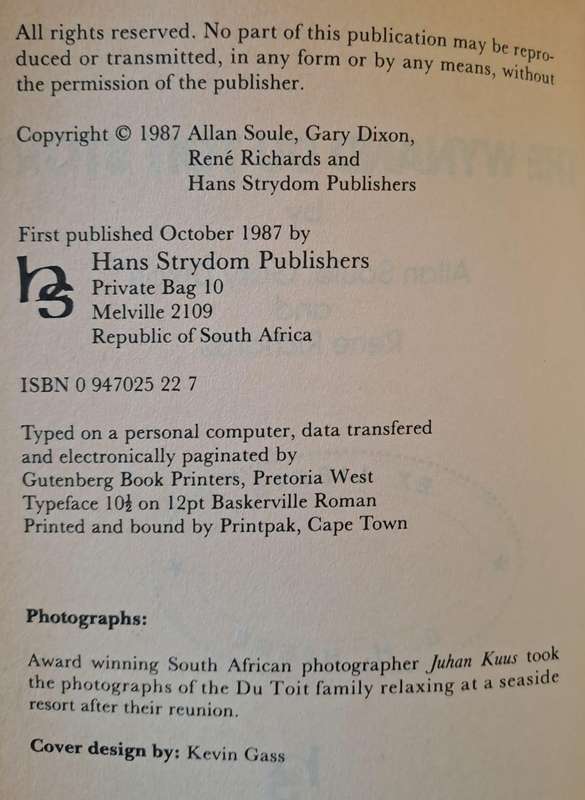 All rights reserved. No part of this publication may be repro-
duced or transmitted, in any form or by any means, without
the permission of the publisher.
Copyright © 1987 Allan Soule, Gary Dixon,
René Richards and
Hans Strydom Publishers
First published October 1987 by
hs
Hans Strydom Publishers
Private Bag 10
Melville 2109
Republic of South Africa
ISBN 0 947025 22 7
Typed on a personal computer, data transfered
and electronically paginated by
Gutenberg Book Printers, Pretoria West
Typeface 10½ on 12pt Baskerville Roman
Printed and bound by Printpak, Cape Town
Photographs:
Award winning South African photographer Juhan Kuus took
the photographs of the Du Toit family relaxing at a seaside
resort after their reunion.
Cover design by: Kevin Gass